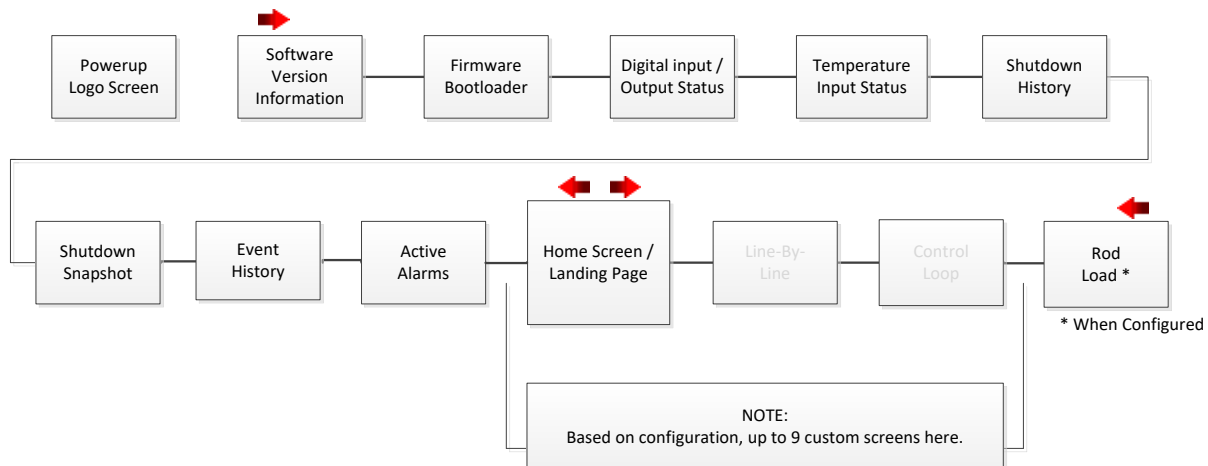 Powerup
Logo Screen
Software
Version
Information
Firmware
Bootloader
Digital input /
Output Status
Temperature
Input Status
Shutdown
History
Shutdown
Snapshot
Event
History
Active
Alarms
Home Screen /
Landing Page
Line-By-
Line
Control
Loop
Rod
Load *
* When Configured
NOTE:
Based on configuration, up to 9 custom screens here.